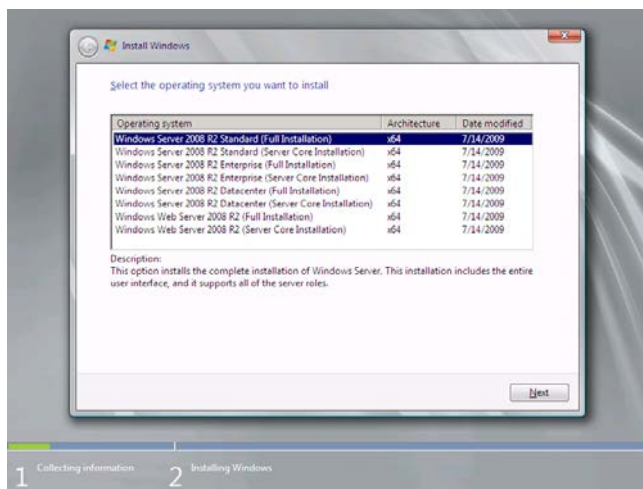 Install Windows
Select the operating system you want to install
Operating system Architecture Date modified
Windows Server 2008 R2 Standard (Full Installation) x64 7/14/2009
Windows Server 2008 R2 Standard (Server Core Installation) x64 7/14/2009
Windows Server 2008 R2 Enterprise (Full Installation) x64 7/14/2009
Windows Server 2008 R2 Enterprise (Server Core Installation) x64 7/14/2009
Windows Server 2008 R2 Datacenter (Full Installation) x64 7/14/2009
Windows Server 2008 R2 Datacenter (Server Core Installation) x64 7/14/2009
Windows Web Server 2008 R2 (Full Installation) x64 7/14/2009
Windows Web Server 2008 R2 (Server Core Installation) x64 7/14/2009
Description:
This option installs the complete installation of Windows Server. This installation includes the entire
user interface, and it supports all of the server roles.
Next
1 Collecting information 2 Installing Windows